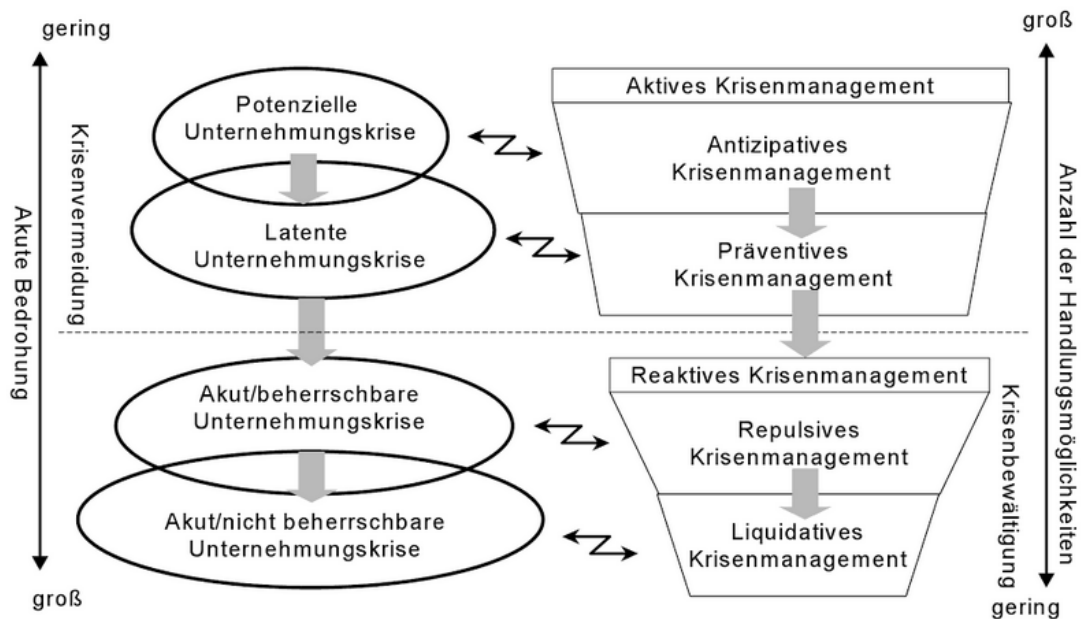 gering
groß
Potenzielle
Unternehmungskrise
Aktives Krisenmanagement
Antizipatives
Krisenmanagement
Krisenvermeidung
Akute Bedrohung
Latente
Unternehmungskrise
Präventives
Krisenmanagement
Anzahl der Handlungsmöglichkeiten
Akut/beherrschbare
Unternehmungskrise
Reaktives Krisenmanagement
Repulsives
Krisenmanagement
Krisenbewältigung
Akut/nicht beherrschbare
Unternehmungskrise
Liquidatives
Krisenmanagement
groß
gering